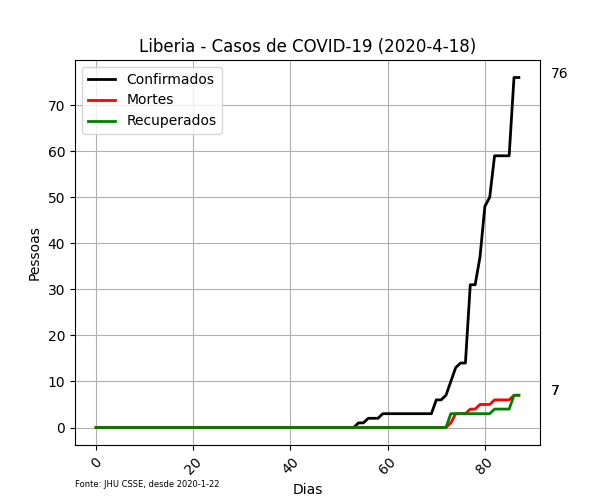 Liberia - Casos de COVID-19 (2020-4-18)
Confirmados
Mortes
Recuperados
76
7
70
60
50
40
30
20
10
0
Pessoas
0
20
40
60
80
Dias
Fonte: JHU CSSE, desde 2020-1-22